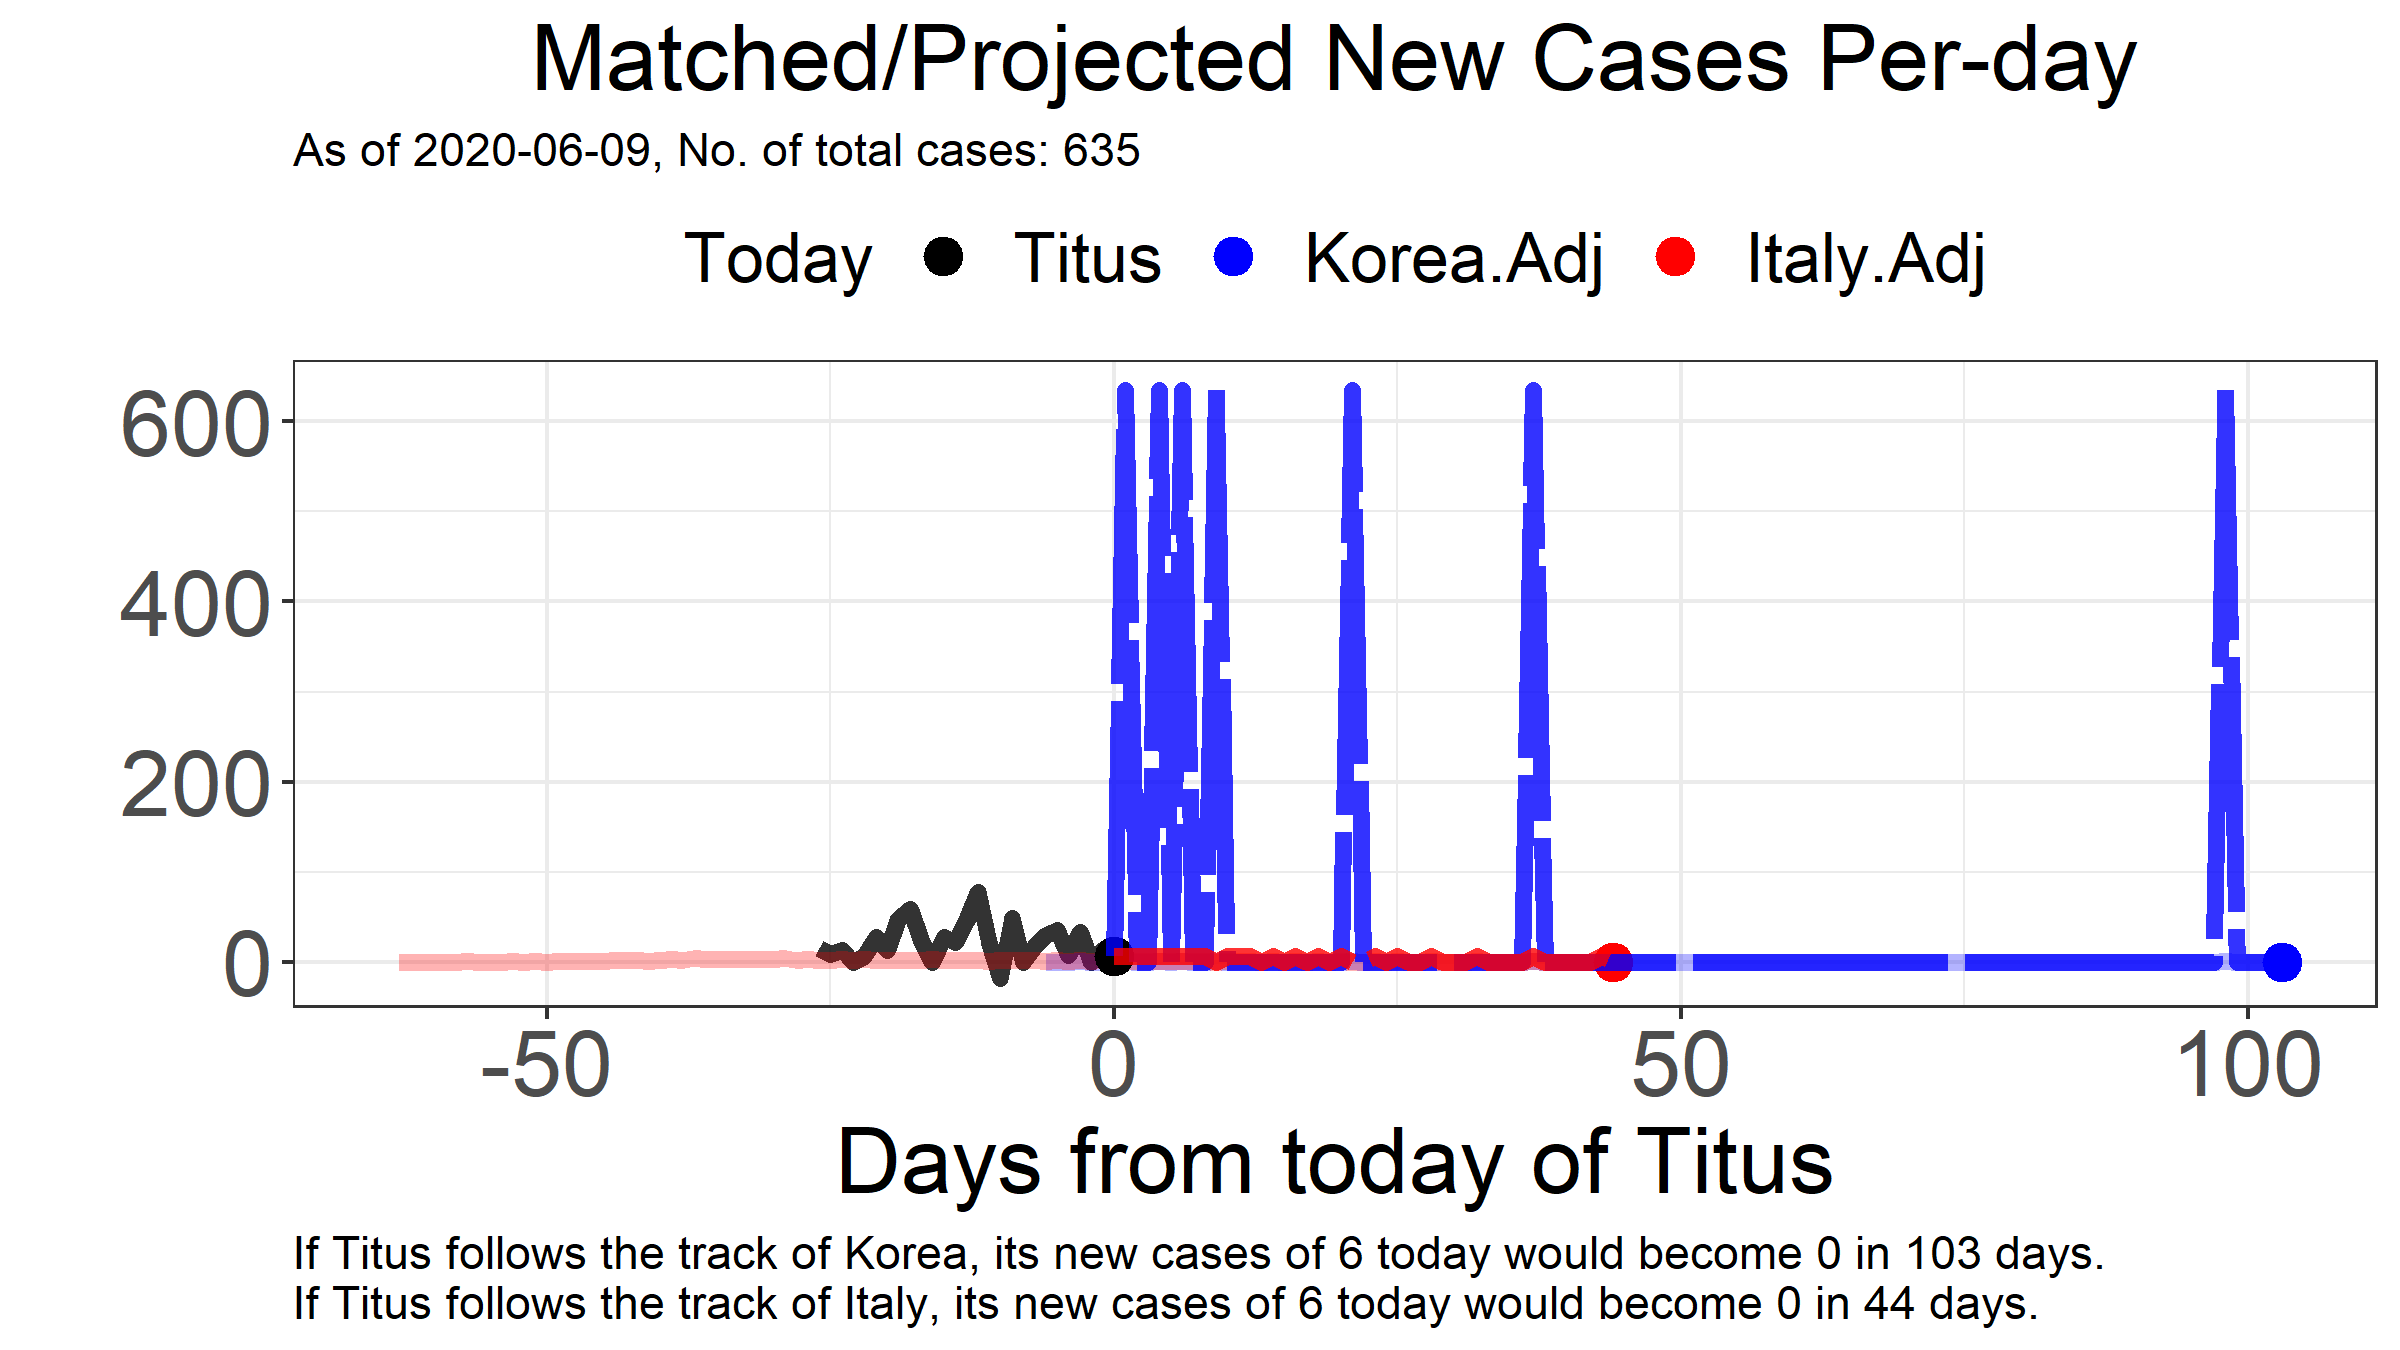 Matched/Projected New Cases Per-day
As of 2020-06-09, No. of total cases: 635
Today Titus Korea.Adj Italy.Adj
600
400
200
0
-50 0 50 100
Days from today of Titus
If Titus follows the track of Korea, its new cases of 6 today would become 0 in 103 days.
If Titus follows the track of Italy, its new cases of 6 today would become 0 in 44 days.